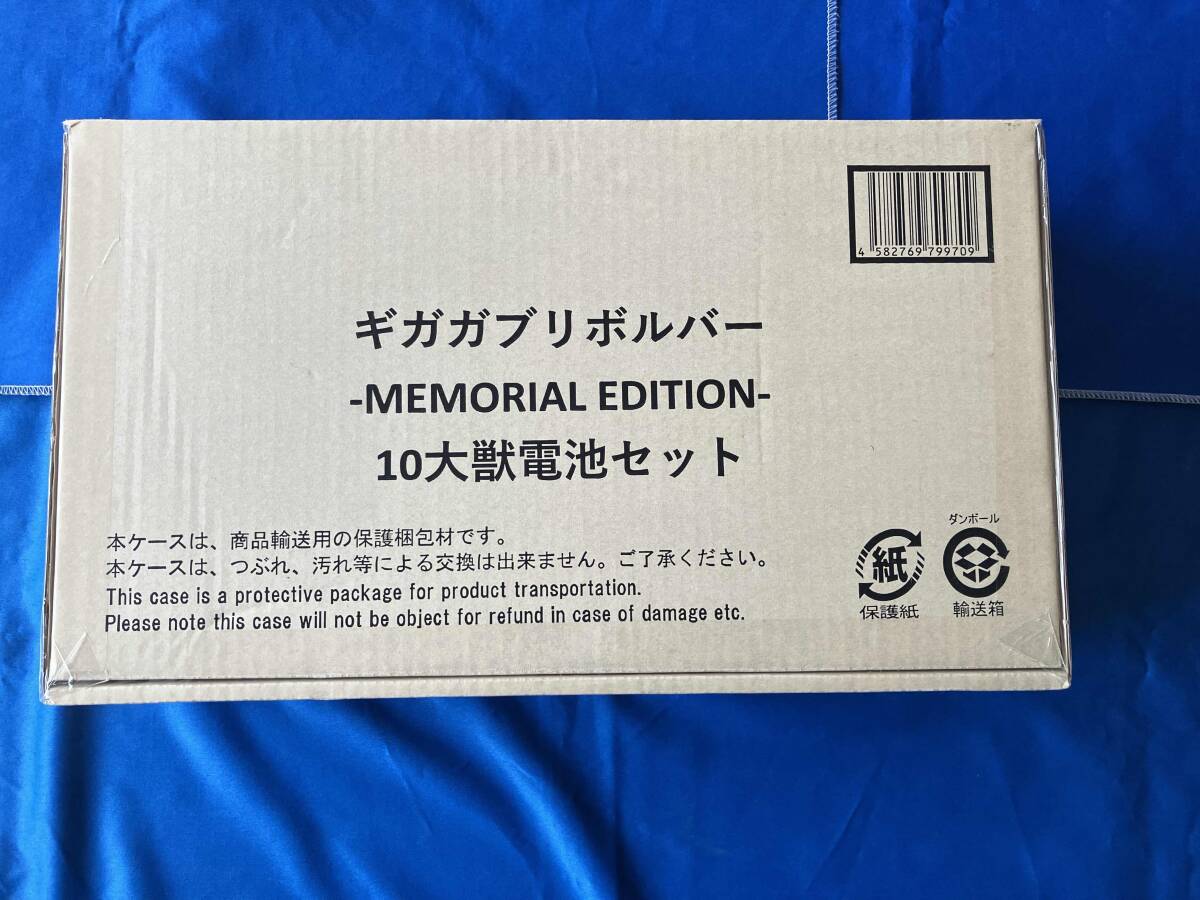 4 582769 799709
ギガガブリボルバー
-MEMORIAL EDITION-
10大獣電池セット
本ケースは、商品輸送用の保護梱包材です。
本ケースは、つぶれ、汚れ等による交換は出来ません。ご了承ください。
This case is a protective package for product transportation.
Please note this case will not be object for refund in case of damage etc.
紙
保護紙
ダンボール
輸送箱